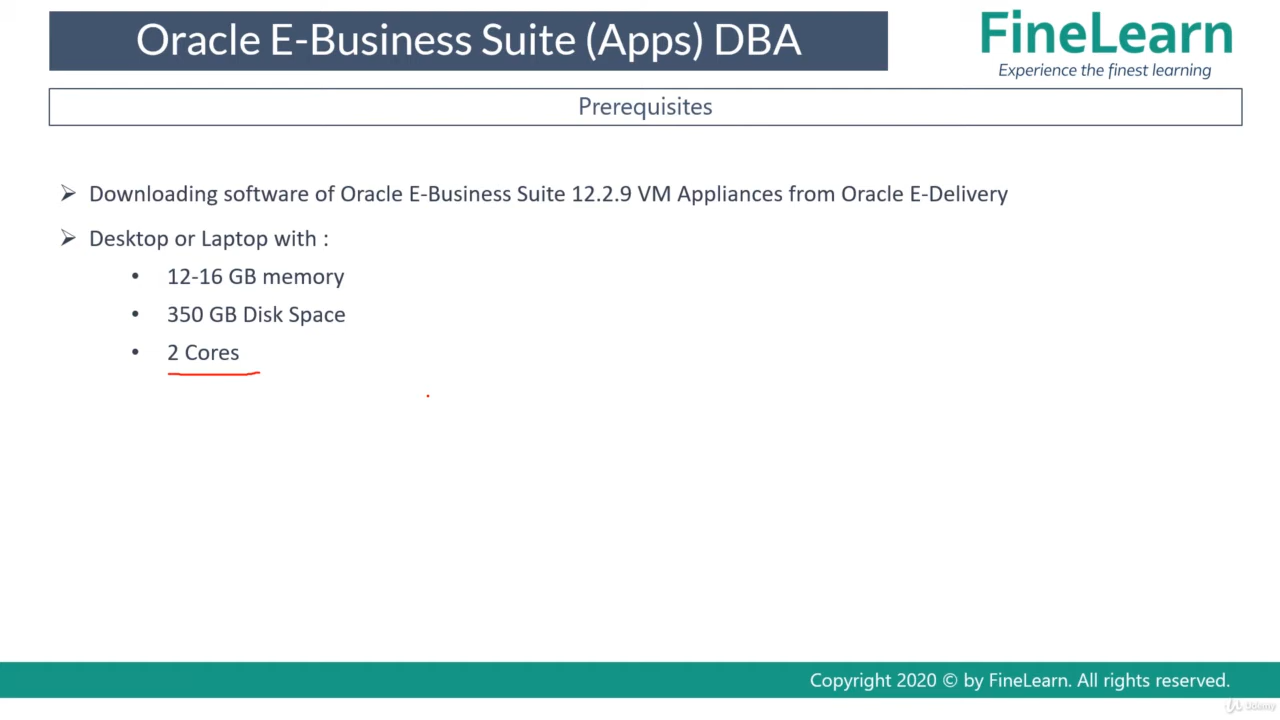 Oracle E-Business Suite (Apps) DBA
FineLearn
Experience the finest learning
Prerequisites
➢ Downloading software of Oracle E-Business Suite 12.2.9 VM Appliances from Oracle E-Delivery
➢ Desktop or Laptop with :
• 12-16 GB memory
• 350 GB Disk Space
• 2 Cores
Copyright 2020 © by FineLearn. All rights reserved.
Udemy